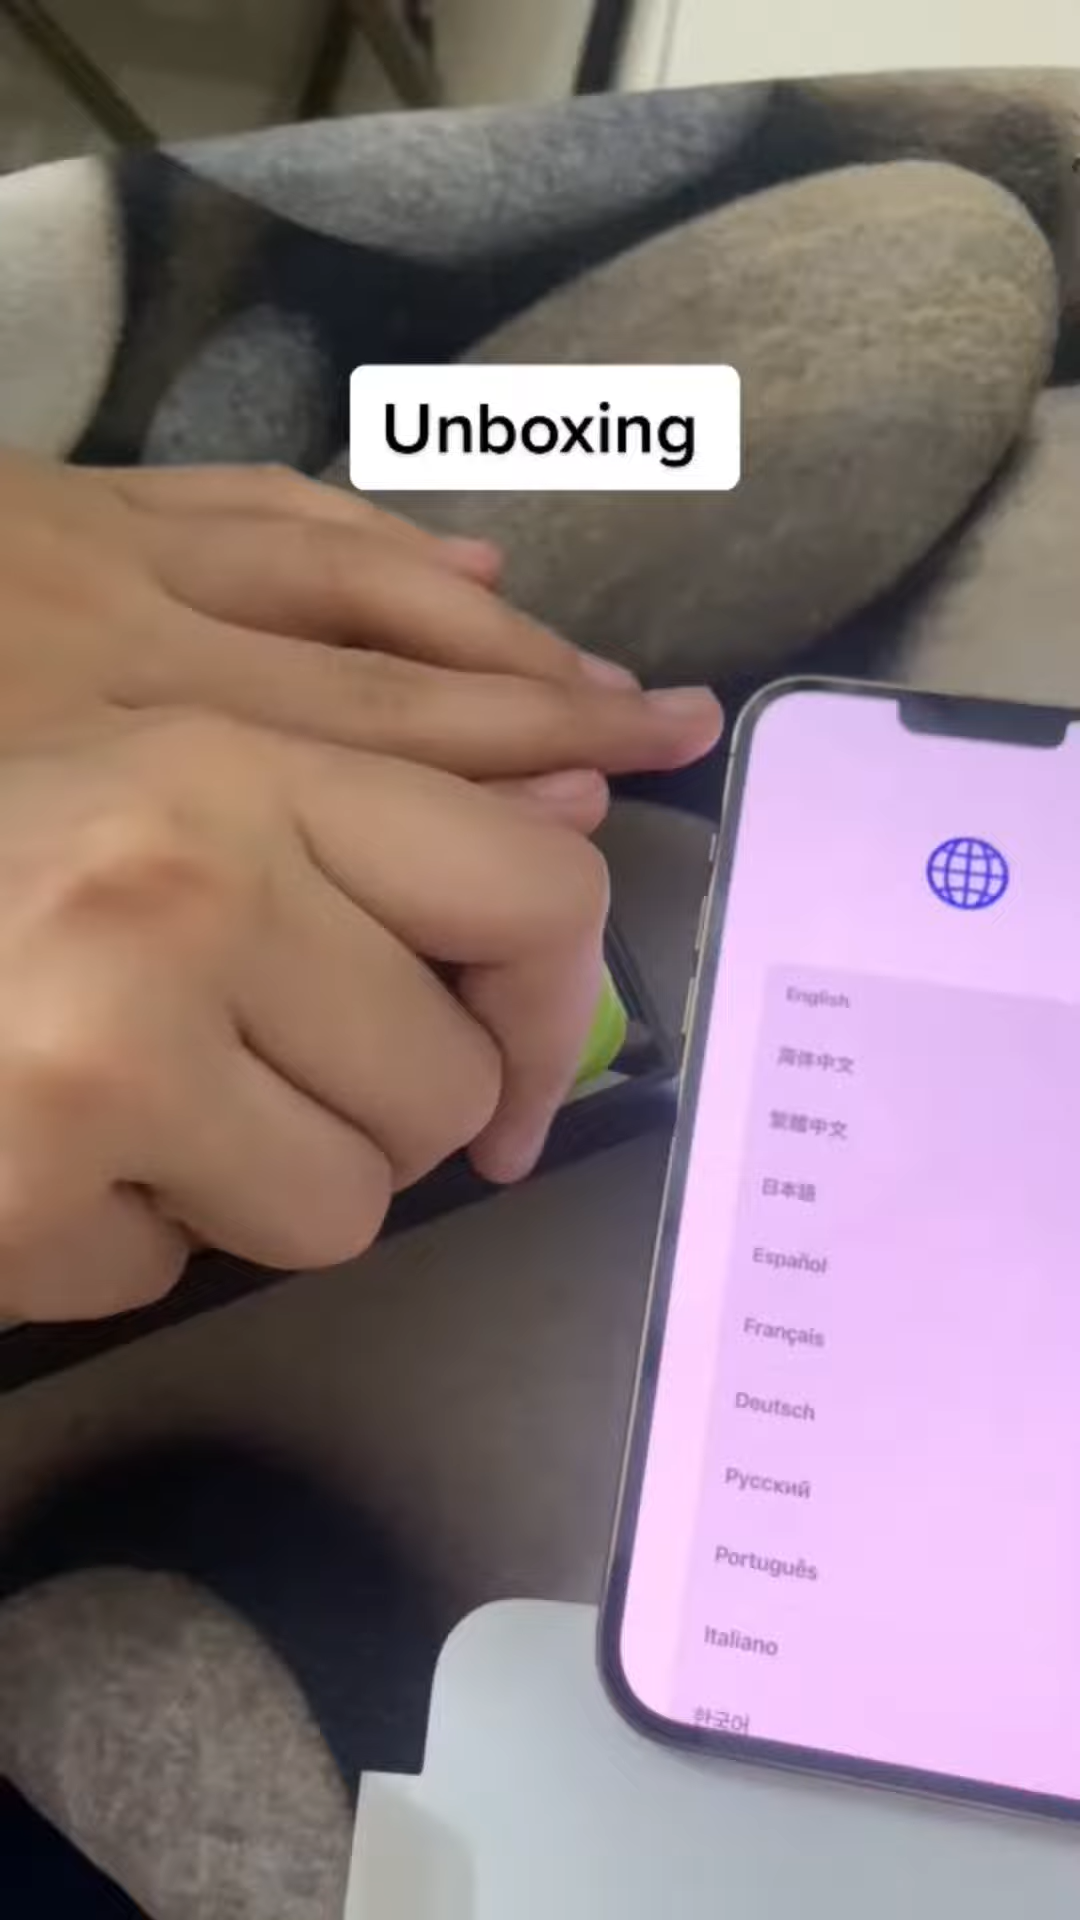 Unboxing
English
简体中文
繁體中文
日本語
Español
Français
Deutsch
Русский
Português
Italiano
한국어